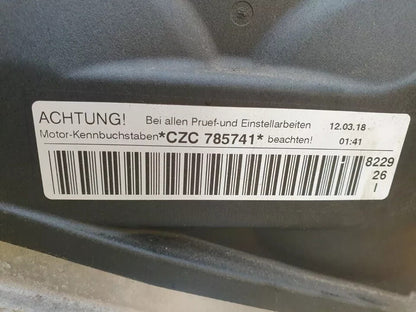 ACHTUNG! Bei allen Pruef-und Einstellarbeiten 12.03.18
Motor-Kennbuchstaben *CZC 785741* beachten! 01:41
8229
26
I